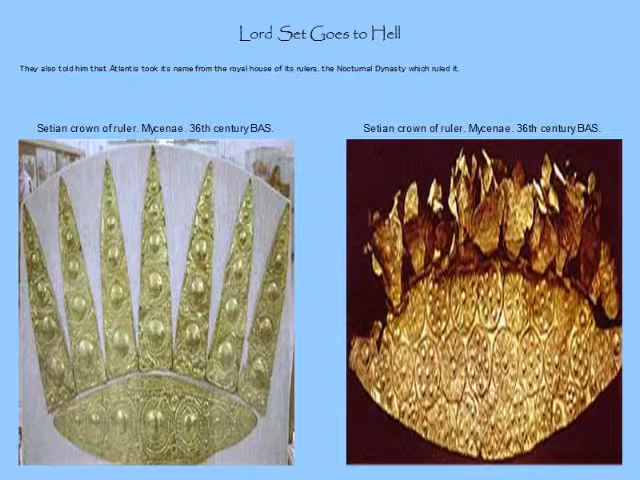 Lord Set Goes to Hell
They also told him that Atlantis took its name from the royal house of its rulers, the Nocturnal Dynasty which ruled it.
Setian crown of ruler. Mycenae. 36th century BAS.
Setian crown of ruler. Mycenae. 36th century BAS.